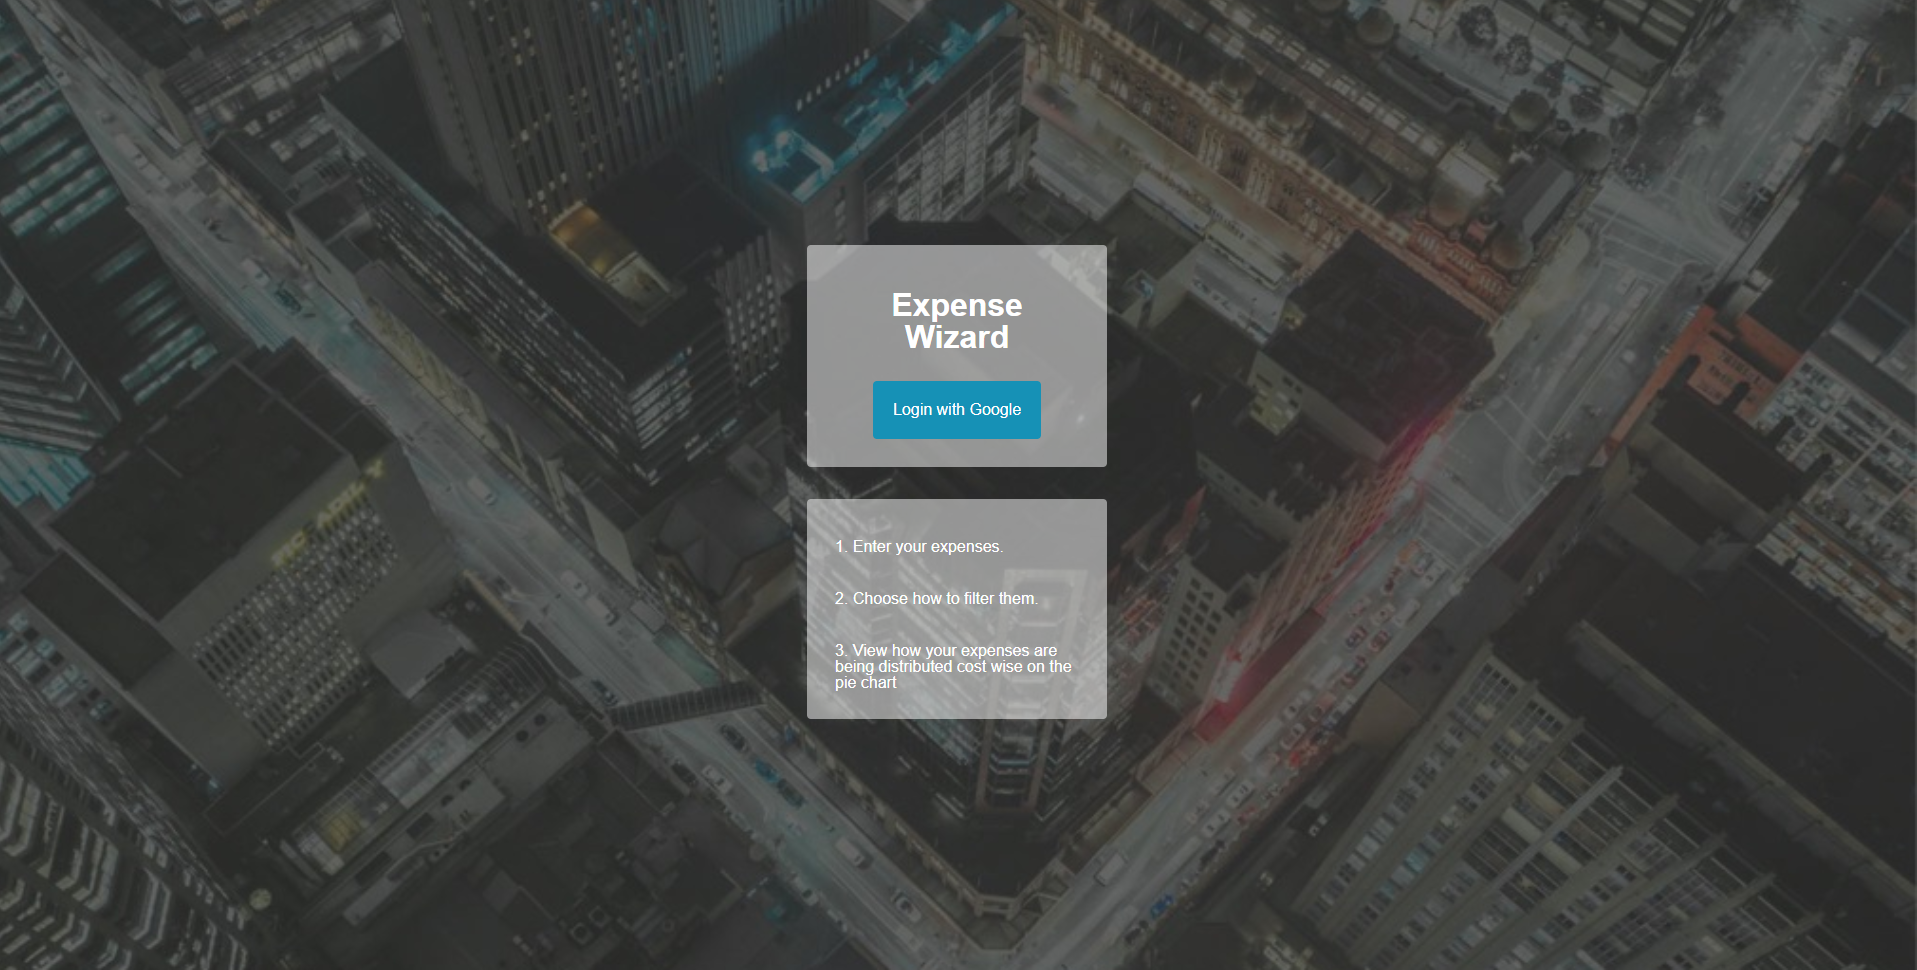 Expense
Wizard
Login with Google
1. Enter your expenses.
2. Choose how to filter them.
3. View how your expenses are
being distributed cost wise on the
pie chart